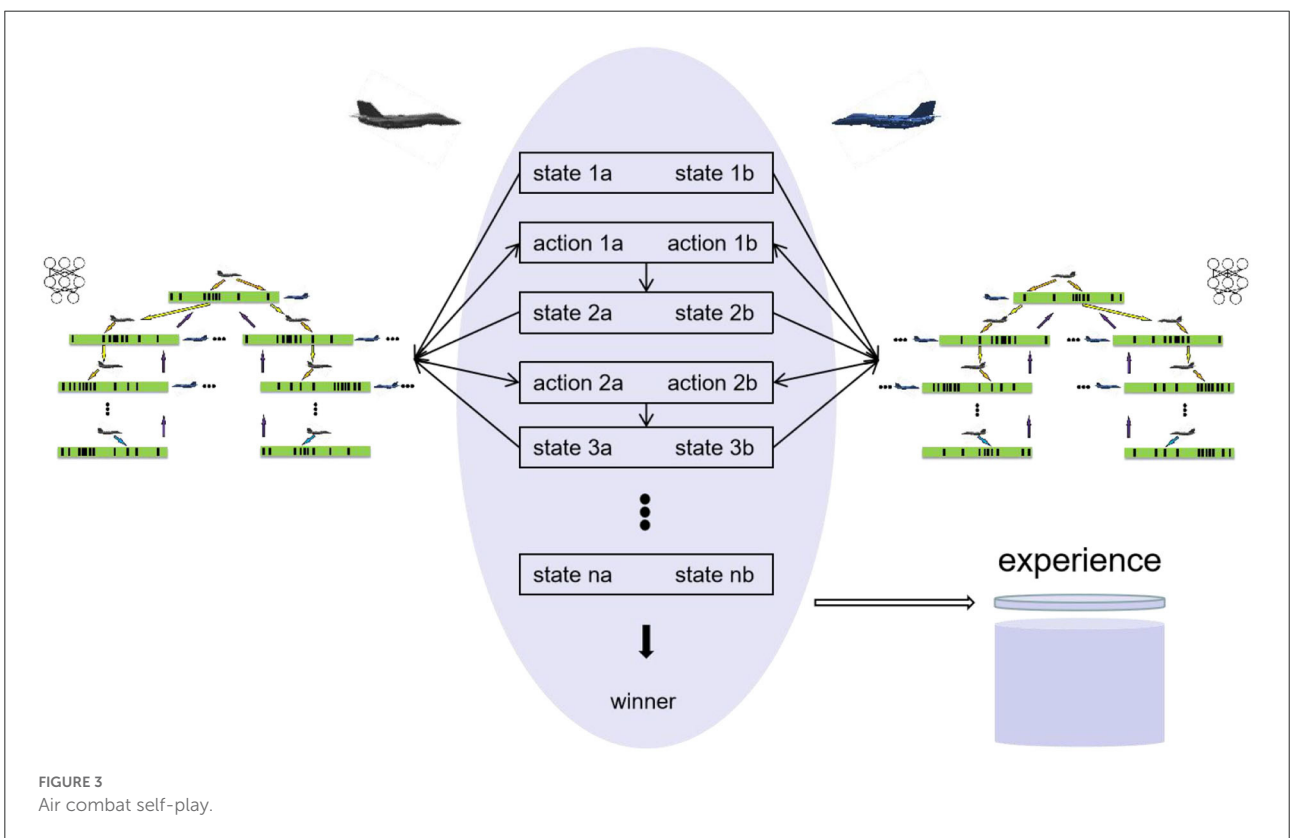 state 1a state 1b
action 1a action 1b
state 2a state 2b
action 2a action 2b
state 3a state 3b
state na state nb
experience
winner
FIGURE 3
Air combat self-play.